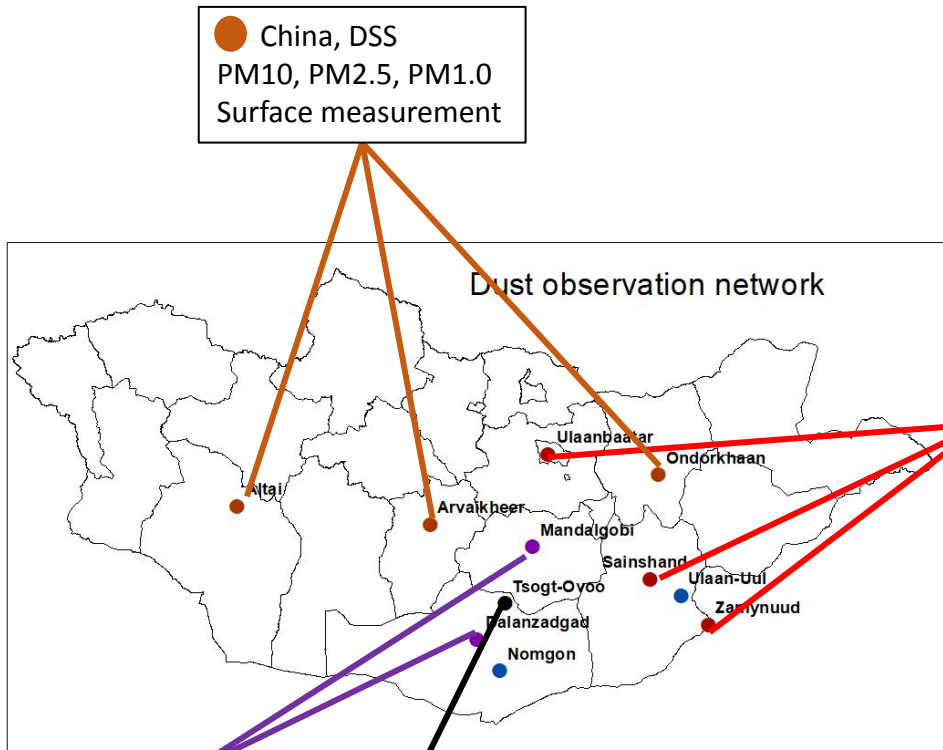 China, DSS
PM10, PM2.5, PM1.0
Surface measurement
Dust observation network
Ulaanbaatar
Ondorkhaan
Altai
Arvaikheer
Mandalgobi
Sainshand
Ulaan-Uul
Tsogt-Ovoo
Zamynuud
Dalanzadgad
Nomgon